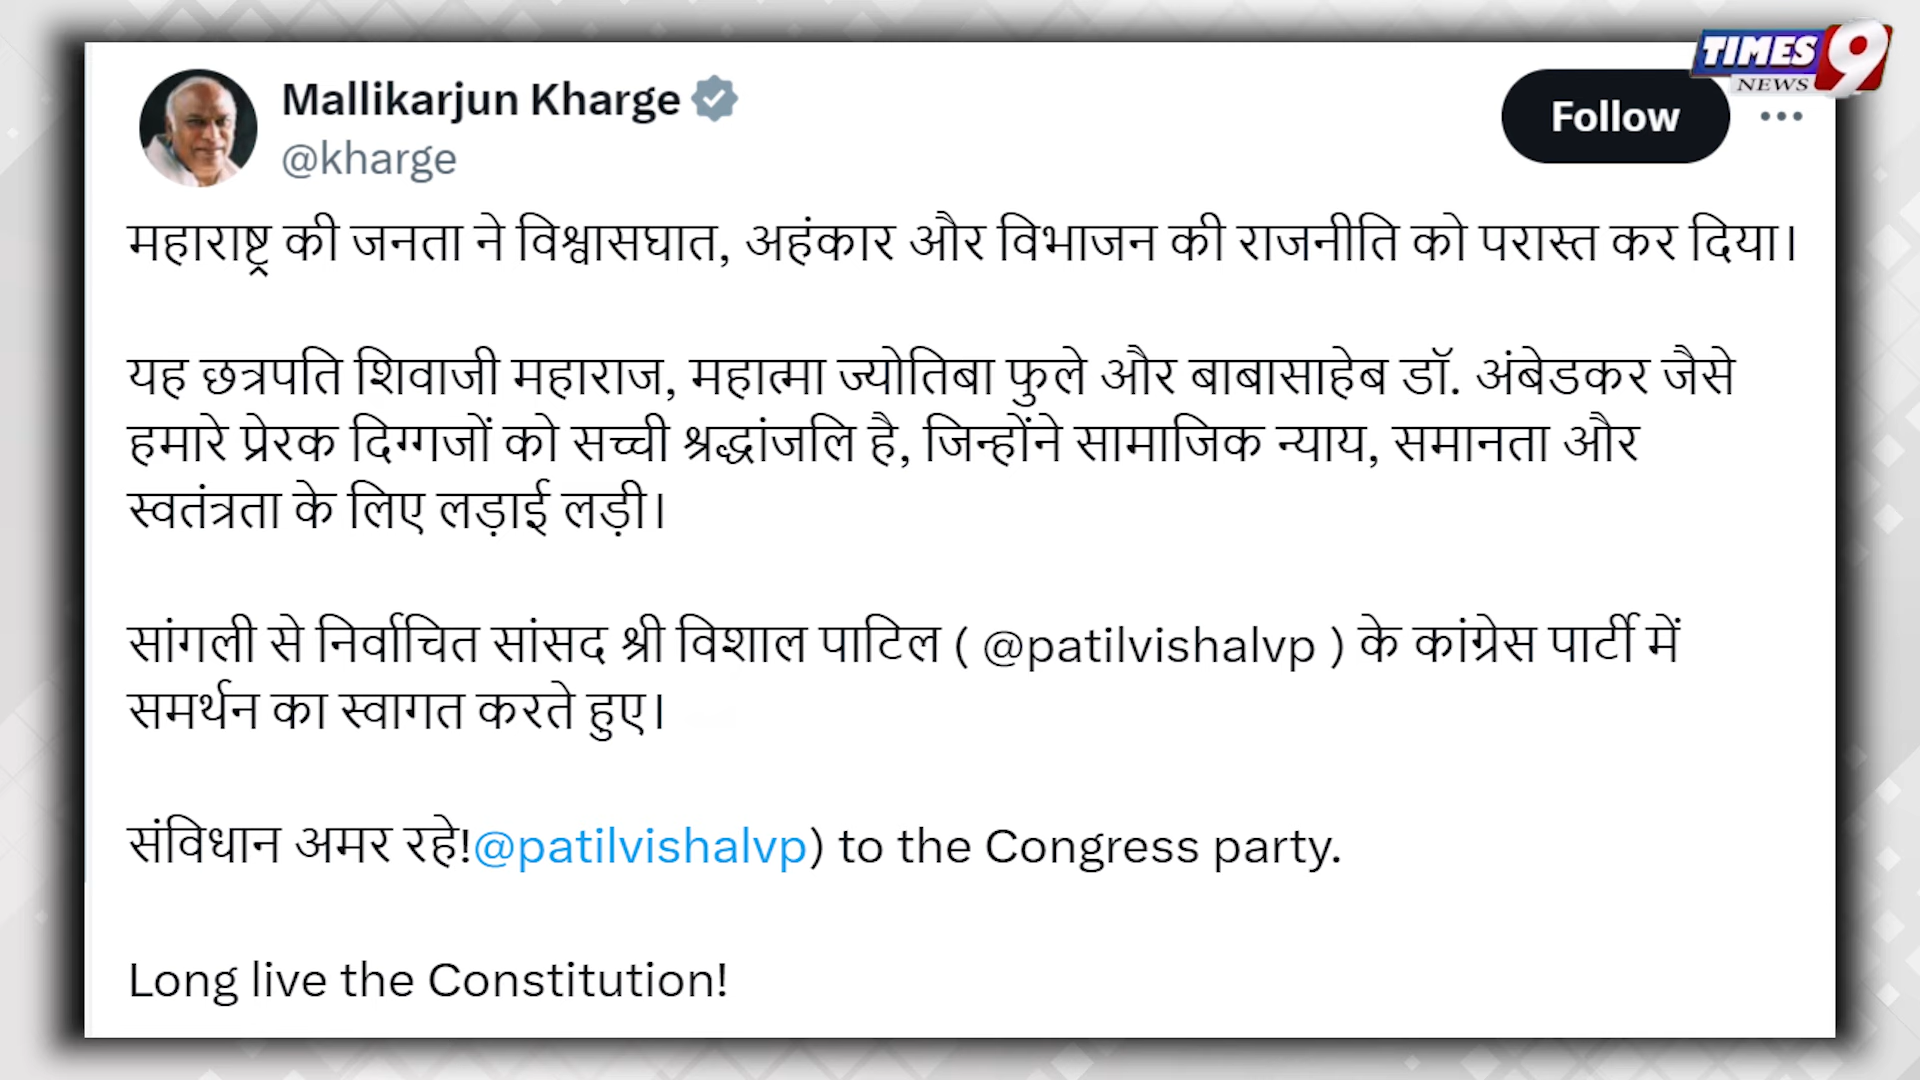 TIMES 9
NEWS
Mallikarjun Kharge
@kharge
Follow
महाराष्ट्र की जनता ने विश्वासघात, अहंकार और विभाजन की राजनीति को परास्त कर दिया।
यह छत्रपति शिवाजी महाराज, महात्मा ज्योतिबा फुले और बाबासाहेब डॉ. अंबेडकर जैसे
हमारे प्रेरक दिग्गजों को सच्ची श्रद्धांजलि है, जिन्होंने सामाजिक न्याय, समानता और
स्वतंत्रता के लिए लड़ाई लड़ी।
सांगली से निर्वाचित सांसद श्री विशाल पाटिल ( @patilvishalvp ) के कांग्रेस पार्टी में
समर्थन का स्वागत करते हुए।
संविधान अमर रहे!@patilvishalvp) to the Congress party.
Long live the Constitution!